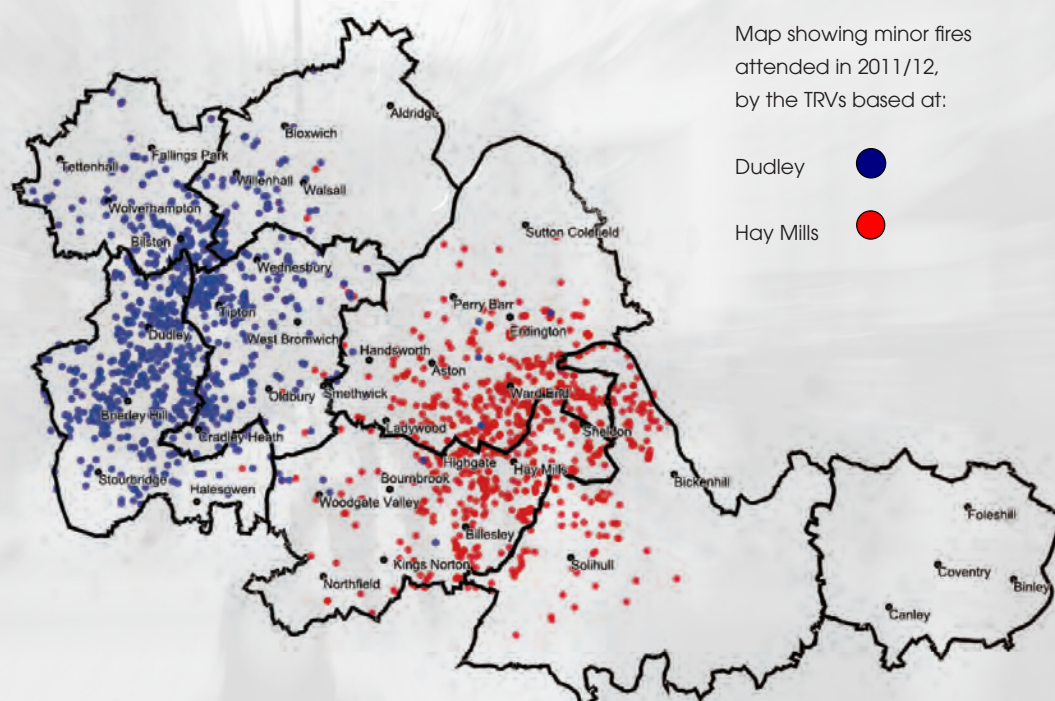 Map showing minor fires
attended in 2011/12,
by the TRVs based at:
Dudley
Hay Mills
Aldridge
Bloxwich
Fallings Park
Tettenhall
Willenhall
Walsall
Wolverhampton
Sutton Coldfield
Bilston
Wednesbury
Perry Barr
Tipton
Erdington
Dudley
West Bromwich
Handsworth
Aston
Oldbury
Smethwick
Ward End
Brierley Hill
Ladywood
Sheldon
Cradley Heath
Highgate
Hay Mills
Stourbridge
Bournbrook
Bickenhill
Halesowen
Woodgate Valley
Foleshill
Billesley
Kings Norton
Solihull
Coventry
Northfield
Binley
Canley